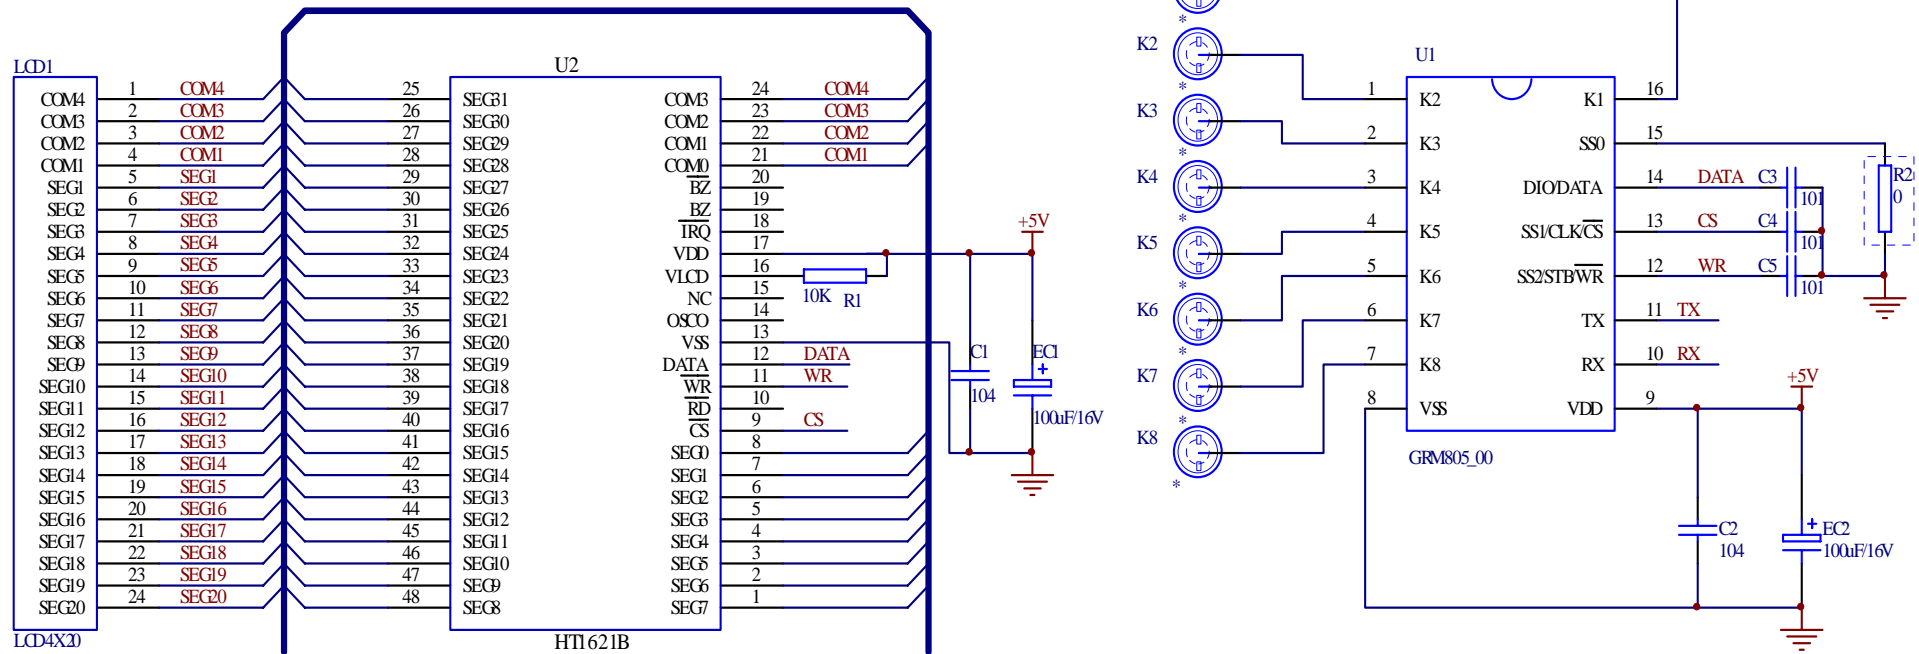 LCD1
COM4 1 COM4
COM3 2 COM3
COM2 3 COM2
COM1 4 COM1
SEG1 5 SEG1
SEG2 6 SEG2
SEG3 7 SEG3
SEG4 8 SEG4
SEG5 9 SEG5
SEG6 10 SEG6
SEG7 11 SEG7
SEG8 12 SEG8
SEG9 13 SEG9
SEG10 14 SEG10
SEG11 15 SEG11
SEG12 16 SEG12
SEG13 17 SEG13
SEG14 18 SEG14
SEG15 19 SEG15
SEG16 20 SEG16
SEG17 21 SEG17
SEG18 22 SEG18
SEG19 23 SEG19
SEG20 24 SEG20
LCD4X20
U2
25 SEG31 COM3 24 COM4
26 SEG30 COM2 23 COM3
27 SEG29 COM1 22 COM2
28 SEG28 COM0 21 COM1
29 SEG27 BZ 20
30 SEG26 BZ 19
31 SEG25 IRQ 18
32 SEG24 VDD 17
33 SEG23 VLCD 16
34 SEG22 NC 15
35 SEG21 OSCO 14
36 SEG20 VSS 13
37 SEG19 DATA 12 DATA
38 SEG18 WR 11 WR
39 SEG17 RD 10
40 SEG16 CS 9 CS
41 SEG15 SEG0 8
42 SEG14 SEG1 7
43 SEG13 SEG2 6
44 SEG12 SEG3 5
45 SEG11 SEG4 4
46 SEG10 SEG5 3
47 SEG9 SEG6 2
48 SEG8 SEG7 1
HT1621B
10K R1
+5V
C1
104
EC1
+
100uF/16V
*
K2
*
K3
*
K4
*
K5
*
K6
*
K7
*
K8
*
U1
1 K2 K1 16
2 K3 SS0 15
3 K4 DIO/DATA 14 DATA C3
101
4 K5 SS1/CLK/CS 13 CS C4
101
5 K6 SS2/STB/WR 12 WR C5
101
6 K7 TX 11 TX
7 K8 RX 10 RX
8 VSS VDD 9
GRM805_00
R2
0
+5V
C2
104
+
EC2
100uF/16V